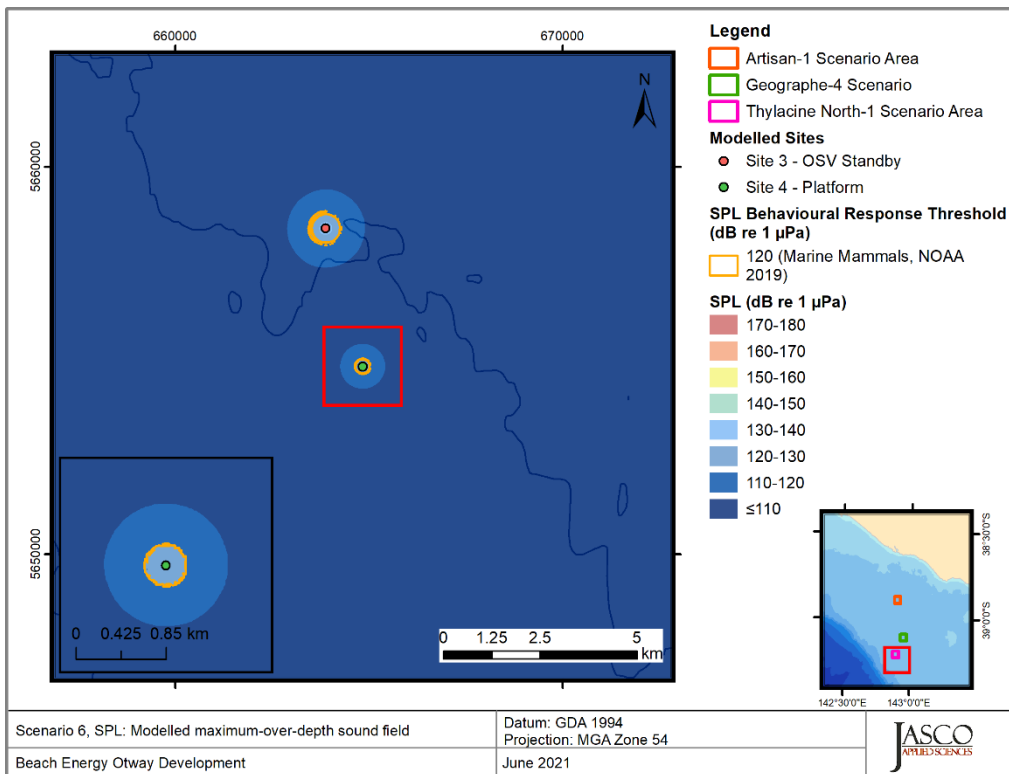 660000
670000
5660000
5650000
N
0 0.425 0.85 km
0 1.25 2.5 5
km
Legend
Artisan-1 Scenario Area
Geographe-4 Scenario
Thylacine North-1 Scenario Area
Modelled Sites
Site 3 - OSV Standby
Site 4 - Platform
SPL Behavioural Response Threshold
(dB re 1 µPa)
120 (Marine Mammals, NOAA
2019)
SPL (dB re 1 µPa)
170-180
160-170
150-160
140-150
130-140
120-130
110-120
≤110
38°30'0"S
39°0'0"S
142°30'0"E 143°0'0"E
Scenario 6, SPL: Modelled maximum-over-depth sound field
Datum: GDA 1994
Projection: MGA Zone 54
Beach Energy Otway Development
June 2021
JASCO
APPLIED SCIENCES